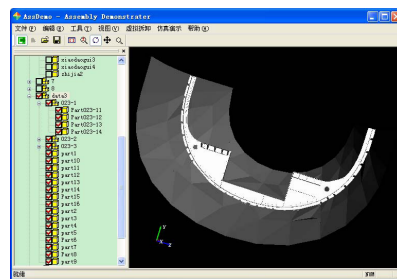 AssDemo - Assembly Demonstrater
文件(F) 编辑(E) 工具(T) 视图(V) 虚拟拆卸 仿真演示 帮助(H)
xiaodaogui3
xiaodaogui4
zhijia2
7
8
data3
023-1
Part023-11
Part023-12
Part023-13
Part023-14
023-2
023-3
part1
part10
part11
part12
part13
part14
part15
part16
part2
part3
part4
part5
Part6
part7
Part8
part9
Y
X
Z
就绪